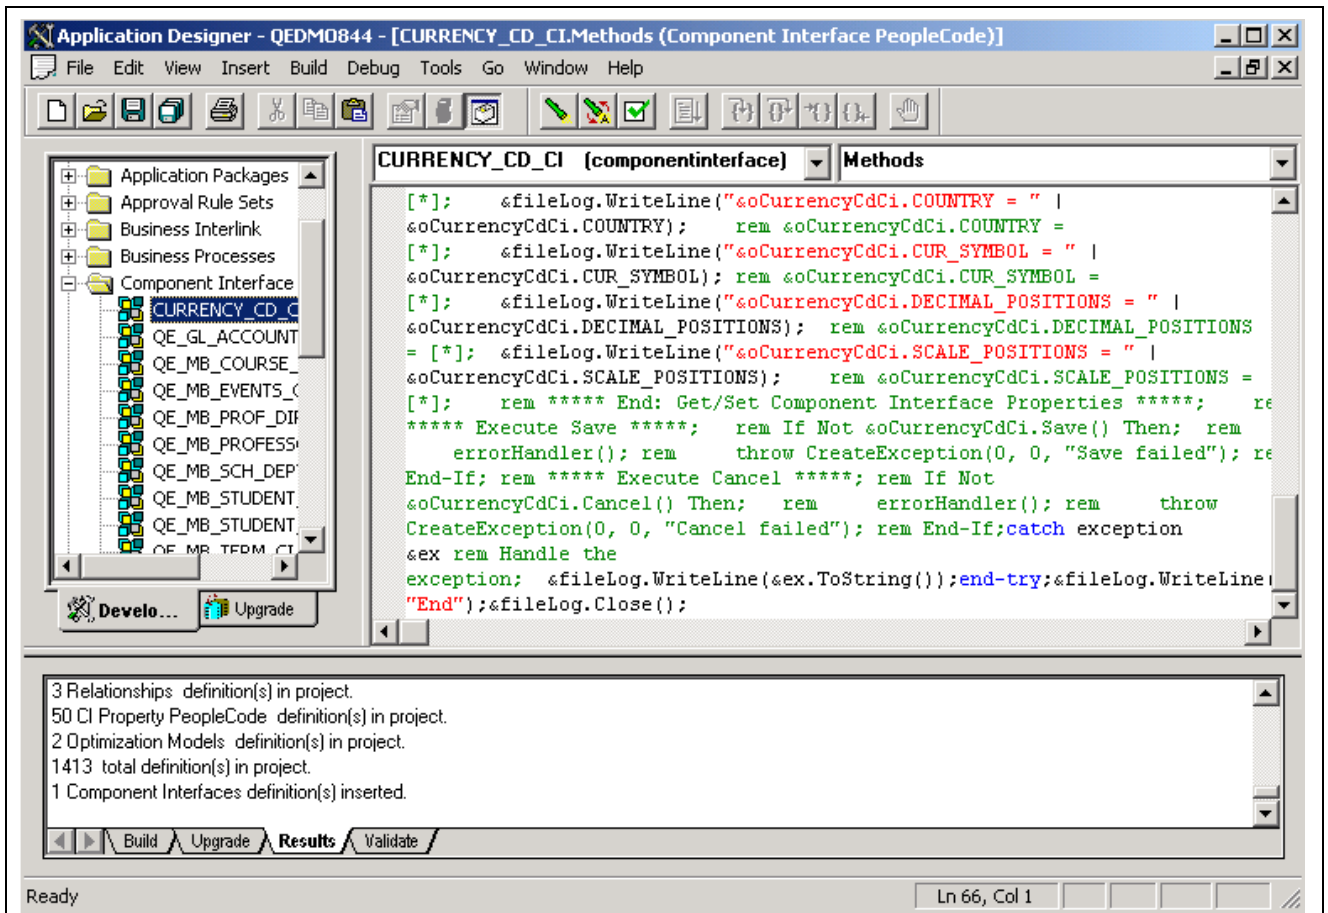 Application Designer - QEDMO844 - [CURRENCY_CD_CI.Methods (Component Interface PeopleCode)]
File Edit View Insert Build Debug Tools Go Window Help
CURRENCY_CD_CI (componentinterface) Methods
Application Packages
Approval Rule Sets
Business Interlink
Business Processes
Component Interface
CURRENCY_CD_C
QE_GL_ACCOUNT
QE_MB_COURSE_
QE_MB_EVENTS_C
QE_MB_PROF_DIR
QE_MB_PROFESS
QE_MB_SCH_DEP
QE_MB_STUDENT_
QE_MB_STUDENT_
QE_MB_TERM_CI
Develo... Upgrade
[*]; &fileLog.WriteLine("&oCurrencyCdCi.COUNTRY = " |
&oCurrencyCdCi.COUNTRY); rem &oCurrencyCdCi.COUNTRY =
[*]; &fileLog.WriteLine("&oCurrencyCdCi.CUR_SYMBOL = " |
&oCurrencyCdCi.CUR_SYMBOL); rem &oCurrencyCdCi.CUR_SYMBOL =
[*]; &fileLog.WriteLine("&oCurrencyCdCi.DECIMAL_POSITIONS = " |
&oCurrencyCdCi.DECIMAL_POSITIONS); rem &oCurrencyCdCi.DECIMAL_POSITIONS
= [*]; &fileLog.WriteLine("&oCurrencyCdCi.SCALE_POSITIONS = " |
&oCurrencyCdCi.SCALE_POSITIONS); rem &oCurrencyCdCi.SCALE_POSITIONS =
[*]; rem ***** End: Get/Set Component Interface Properties *****; re
***** Execute Save *****; rem If Not &oCurrencyCdCi.Save() Then; rem
errorHandler(); rem throw CreateException(0, 0, "Save failed"); re
End-If; rem ***** Execute Cancel *****; rem If Not
&oCurrencyCdCi.Cancel() Then; rem errorHandler(); rem throw
CreateException(0, 0, "Cancel failed"); rem End-If;catch exception
&ex rem Handle the
exception; &fileLog.WriteLine(&ex.ToString());end-try;&fileLog.WriteLine(
"End");&fileLog.Close();
3 Relationships definition(s) in project.
50 CI Property PeopleCode definition(s) in project.
2 Optimization Models definition(s) in project.
1413 total definition(s) in project.
1 Component Interfaces definition(s) inserted.
Build Upgrade Results Validate
Ready Ln 66, Col 1